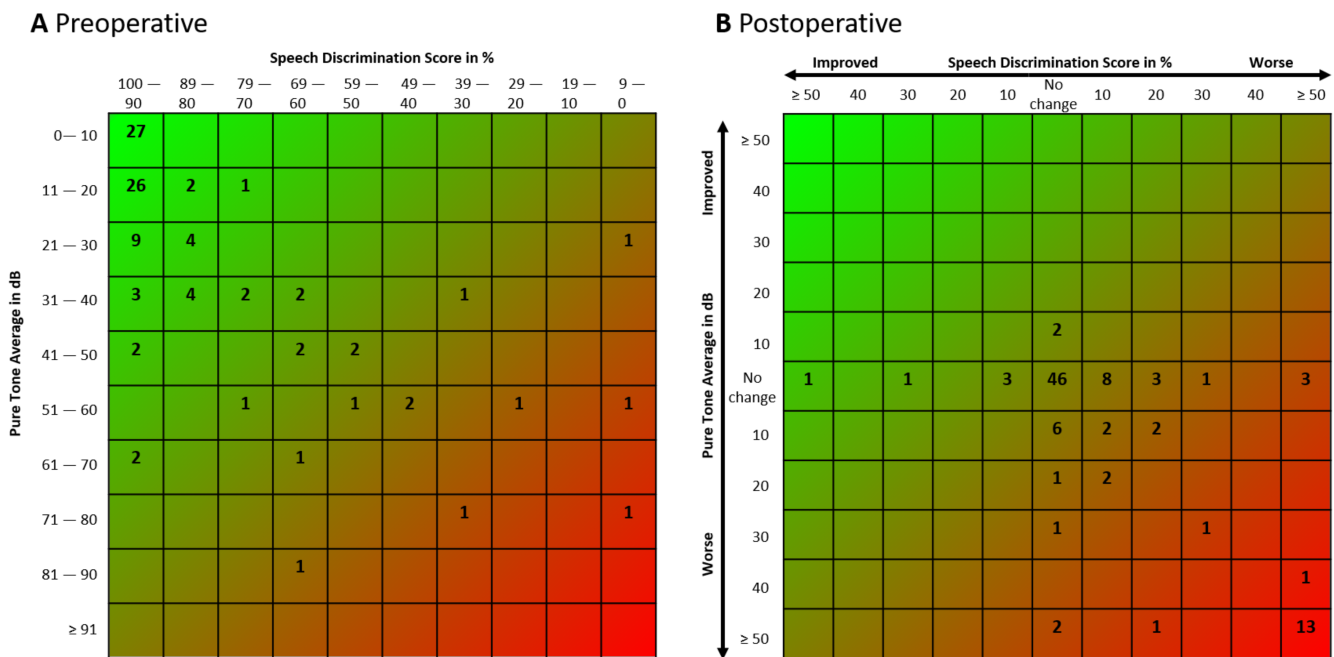 A Preoperative
Speech Discrimination Score in %
100 — 89 — 79 — 69 — 59 — 49 — 39 — 29 — 19 — 9 —
90 80 70 60 50 40 30 20 10 0
Pure Tone Average in dB
0— 10 27
11 — 20 26 2 1
21 — 30 9 4 1
31 — 40 3 4 2 2 1
41 — 50 2 2 2
51 — 60 1 1 2 1 1
61 — 70 2 1
71 — 80 1 1
81 — 90 1
≥ 91
B Postoperative
Improved Speech Discrimination Score in % Worse
≥ 50 40 30 20 10 No change 10 20 30 40 ≥ 50
Improved
Pure Tone Average in dB
Worse
≥ 50
40
30
20
10 2
No change 1 1 3 46 8 3 1 3
10 6 2 2
20 1 2
30 1 1
40 1
≥ 50 2 1 13